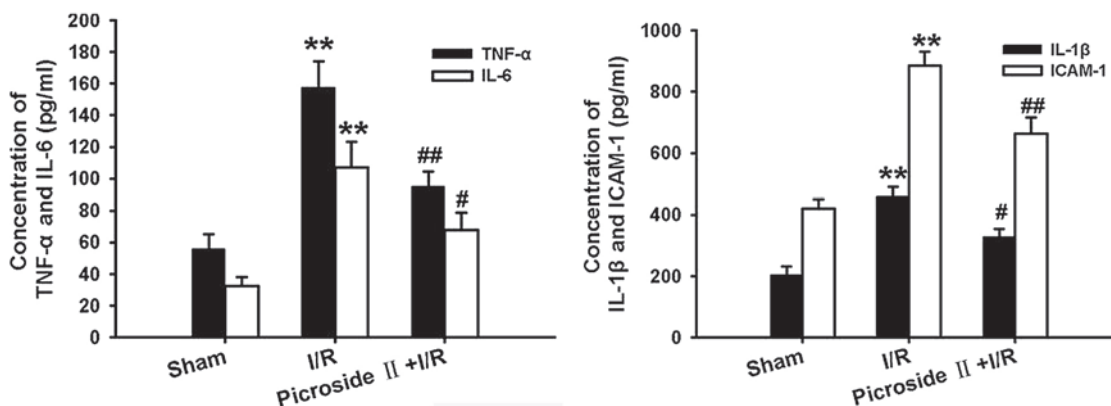 Concentration of
TNF-α and IL-6 (pg/ml)
200
180
160
140
120
100
80
60
40
20
0
TNF-α
IL-6
**
**
##
#
Sham
I/R
Picroside Ⅱ +I/R
Concentration of
IL-1β and ICAM-1 (pg/ml)
1000
800
600
400
200
0
IL-1β
ICAM-1
**
**
#
##
Sham
I/R
Picroside Ⅱ +I/R